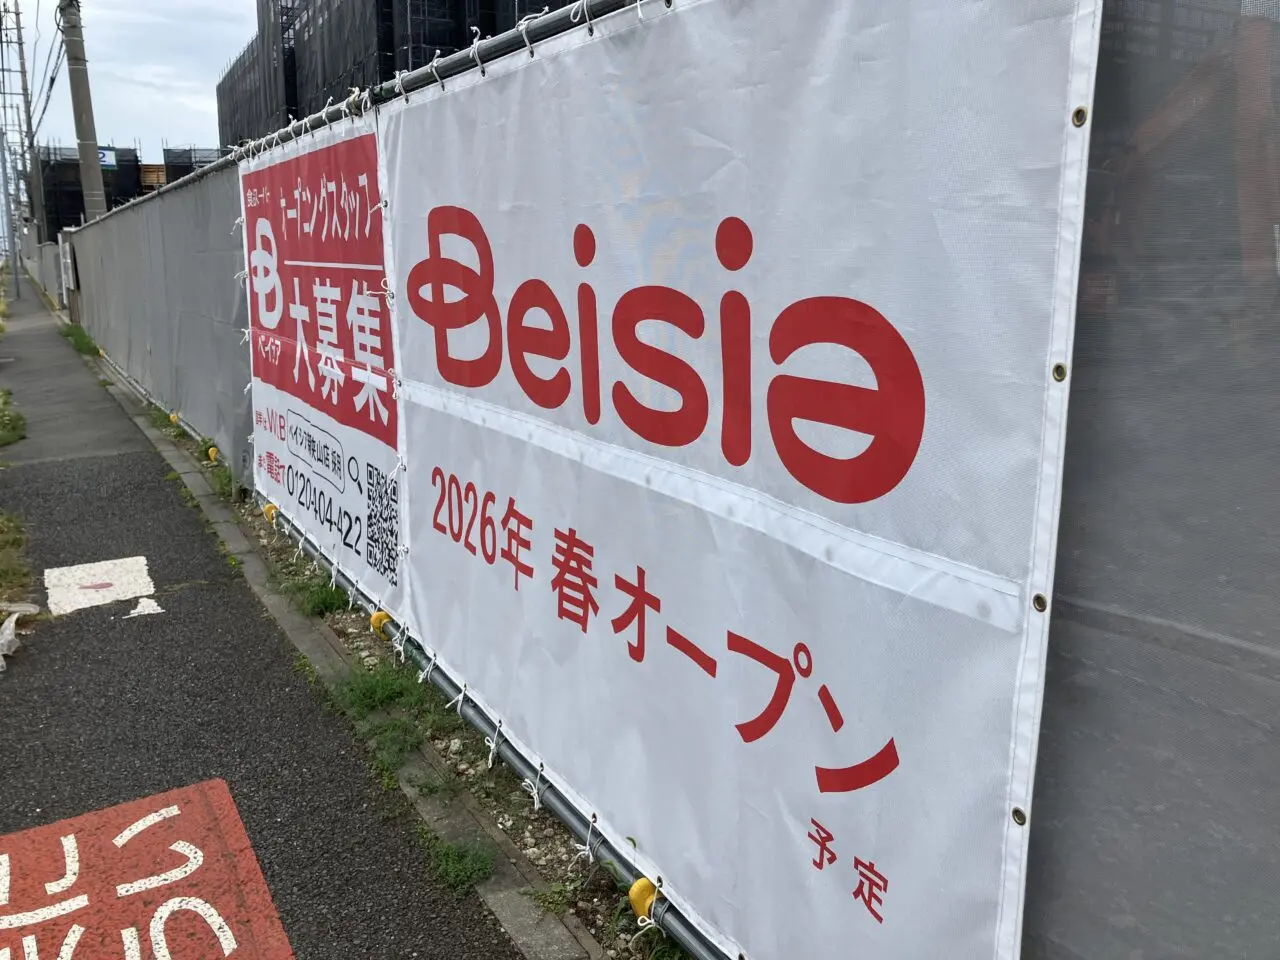 食品スーパー
オープニングスタッフ
大募集
ベイシア
WEB
0120-404-422
Beisia
2026年 春オープン
予定